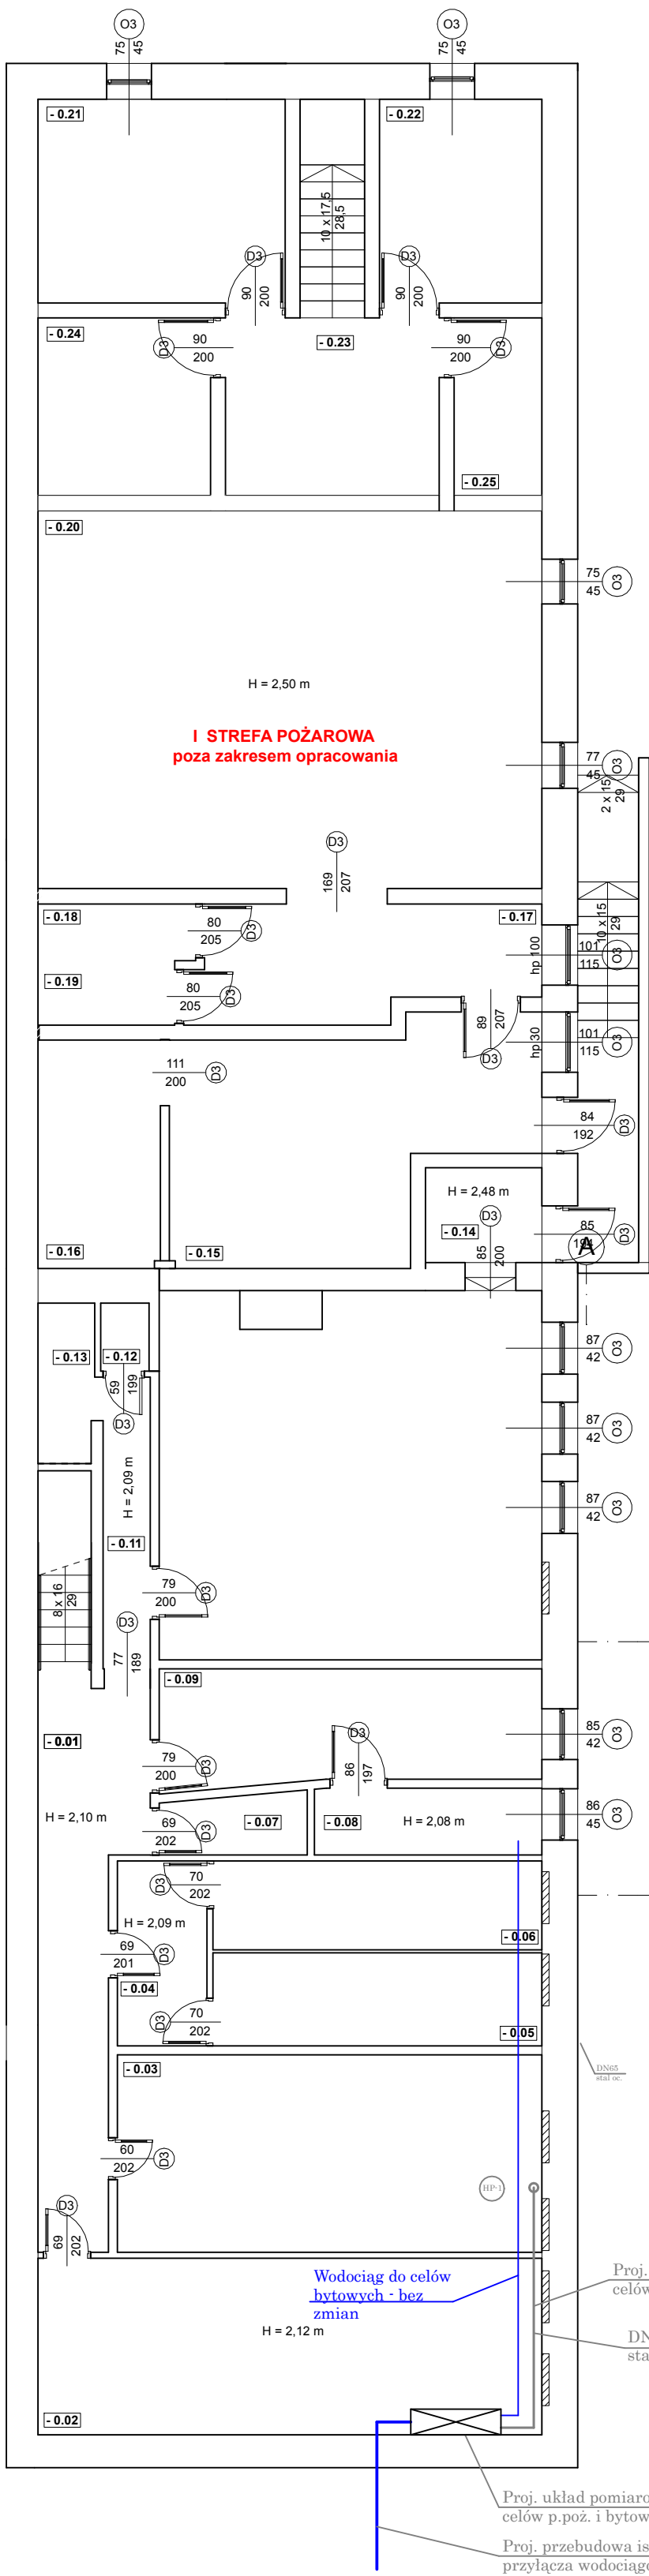 O3
75
45
O3
75
45
- 0.21
- 0.22
10 x 17,5
28,5
D3
90
200
D3
90
200
- 0.24
D3
90
200
- 0.23
90
200
D3
- 0.25
- 0.20
75
45
O3
H = 2,50 m
I STREFA POŻAROWA
poza zakresem opracowania
77
45
O3
2 x 15
29
D3
169
207
- 0.18
80
205
D3
- 0.17
10 x 15
29
hp 100
101
115
O3
- 0.19
80
205
D3
89
207
D3
hp 30
101
115
O3
111
200
D3
84
192
D3
H = 2,48 m
- 0.14
D3
85
200
85
194
D3
A
- 0.16
- 0.15
87
42
O3
- 0.13
- 0.12
59
199
D3
87
42
O3
H = 2,09 m
87
42
O3
- 0.11
8 x 16
29
79
200
D3
D3
77
189
- 0.09
- 0.01
79
200
D3
D3
86
197
85
42
O3
H = 2,10 m
69
202
D3
- 0.07
- 0.08
H = 2,08 m
86
45
O3
D3
70
202
H = 2,09 m
- 0.06
69
201
D3
- 0.04
D3
70
202
- 0.05
- 0.03
DN65
stal oc.
60
202
D3
HP-1
D3
69
202
Wodociąg do celów
bytowych - bez
zmian
Proj.
celów
H = 2,12 m
DN
sta
- 0.02
Proj. układ pomiaro
celów p.poż. i bytow
Proj. przebudowa is
przyłącza wodociągo